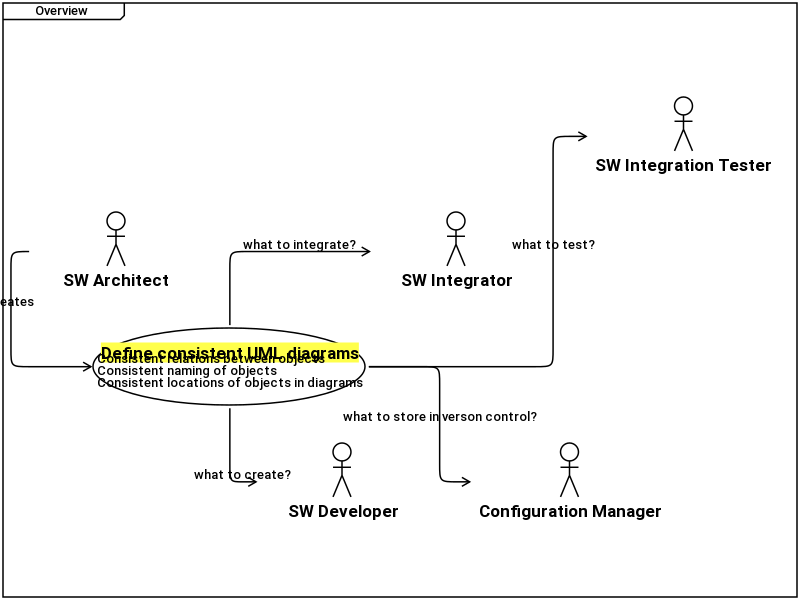 Overview
SW Integration Tester
what to integrate?
what to test?
SW Architect
SW Integrator
eates
Define consistent UML diagrams
Consistent relations between objects
Consistent naming of objects
Consistent locations of objects in diagrams
what to store in verson control?
what to create?
SW Developer
Configuration Manager